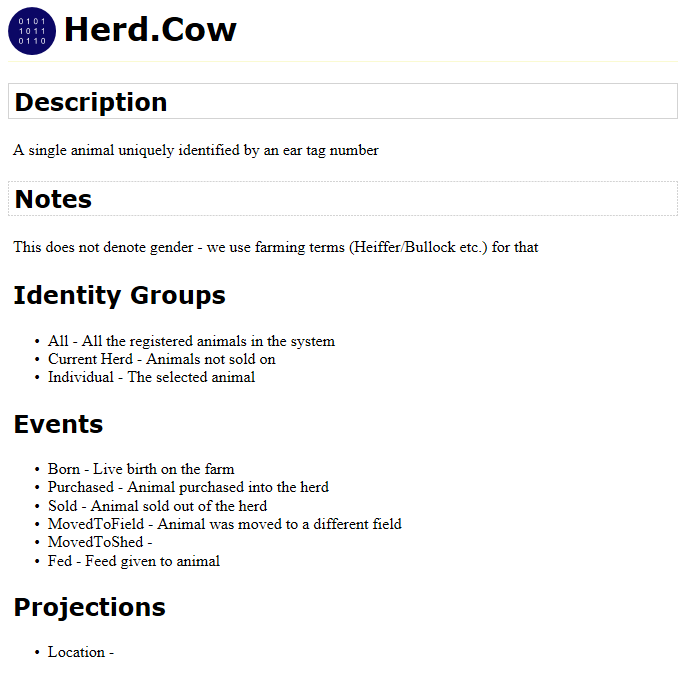 0101
1011
0110
Herd.Cow
Description
A single animal uniquely identified by an ear tag number
Notes
This does not denote gender - we use farming terms (Heiffer/Bullock etc.) for that
Identity Groups
• All - All the registered animals in the system
• Current Herd - Animals not sold on
• Individual - The selected animal
Events
• Born - Live birth on the farm
• Purchased - Animal purchased into the herd
• Sold - Animal sold out of the herd
• MovedToField - Animal was moved to a different field
• MovedToShed -
• Fed - Feed given to animal
Projections
• Location -